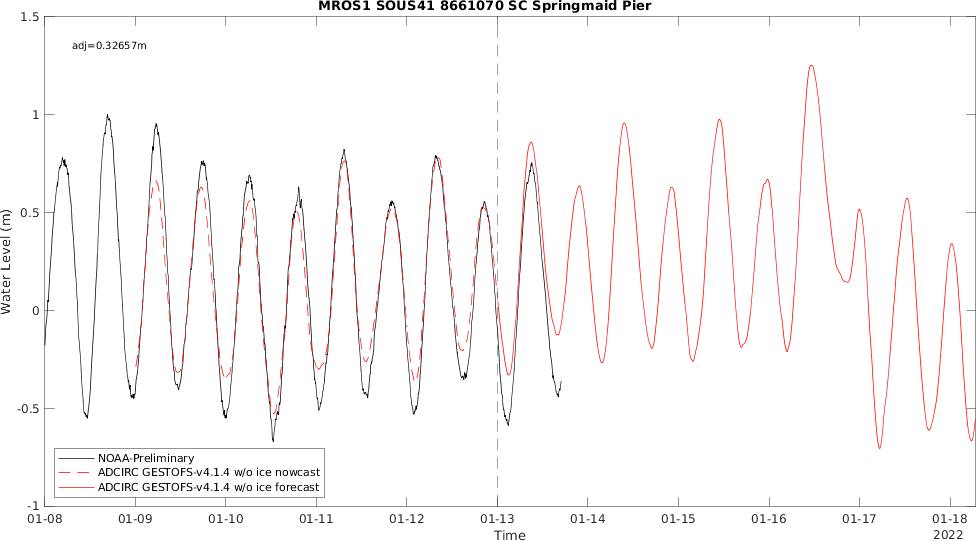 MROS1 SOUS41 8661070 SC Springmaid Pier
1.5
adj=0.32657m
1
0.5
Water Level (m)
0
-0.5
NOAA-Preliminary
ADCIRC GESTOFS-v4.1.4 w/o ice nowcast
ADCIRC GESTOFS-v4.1.4 w/o ice forecast
-1
01-08 01-09 01-10 01-11 01-12 01-13 01-14 01-15 01-16 01-17 01-18
Time
2022